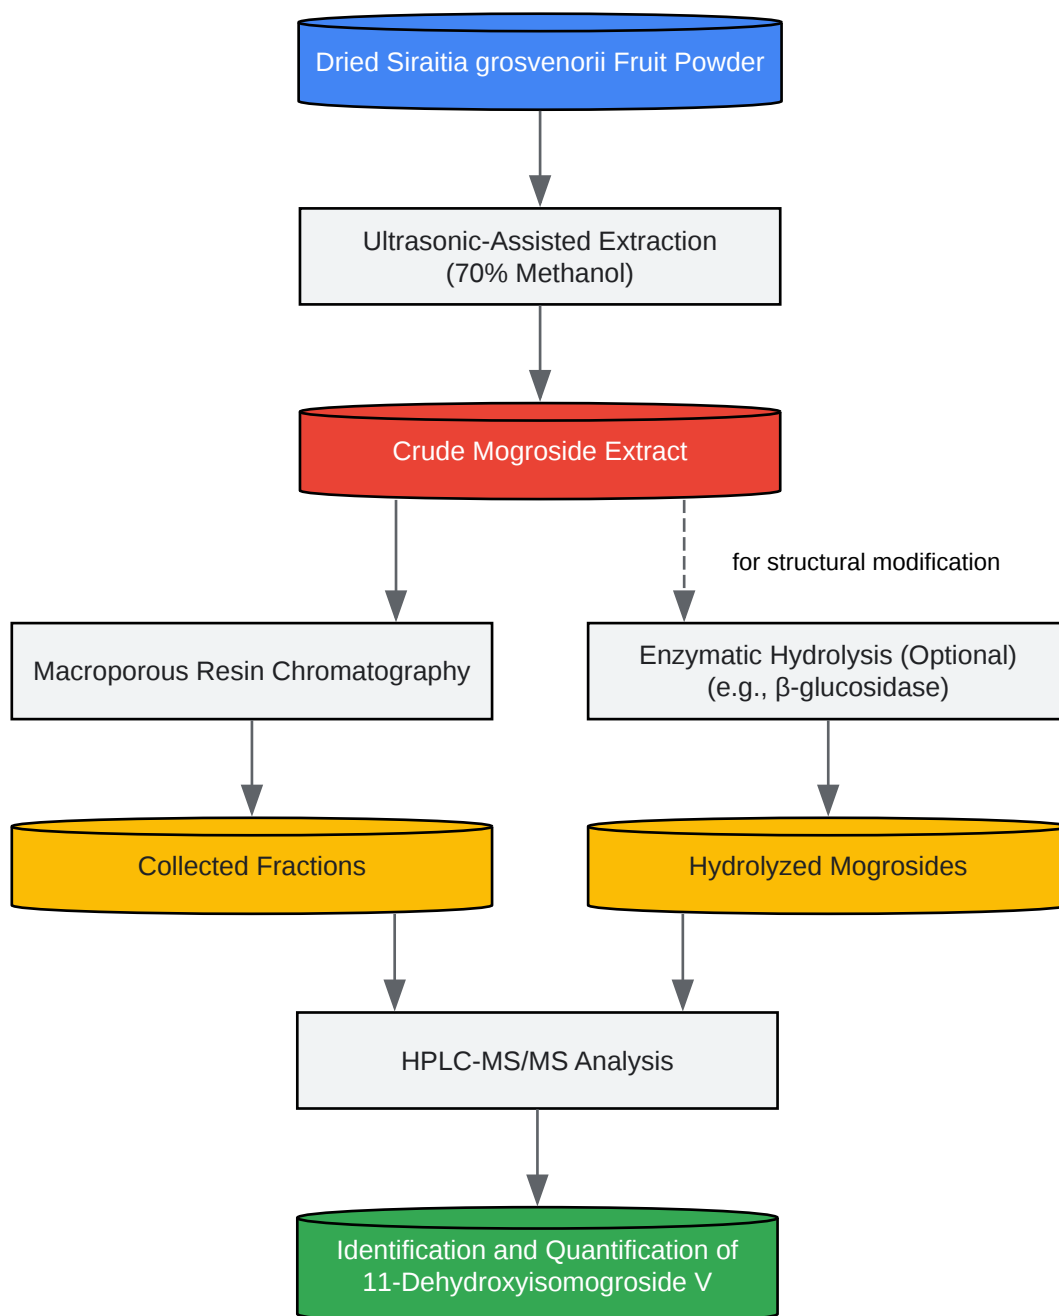 Dried Siraitia grosvenorii Fruit Powder
Ultrasonic-Assisted Extraction
(70% Methanol)
Crude Mogroside Extract
for structural modification
Macroporous Resin Chromatography
Enzymatic Hydrolysis (Optional)
(e.g., β-glucosidase)
Collected Fractions
Hydrolyzed Mogrosides
HPLC-MS/MS Analysis
Identification and Quantification of
11-Dehydroxyisomogroside V